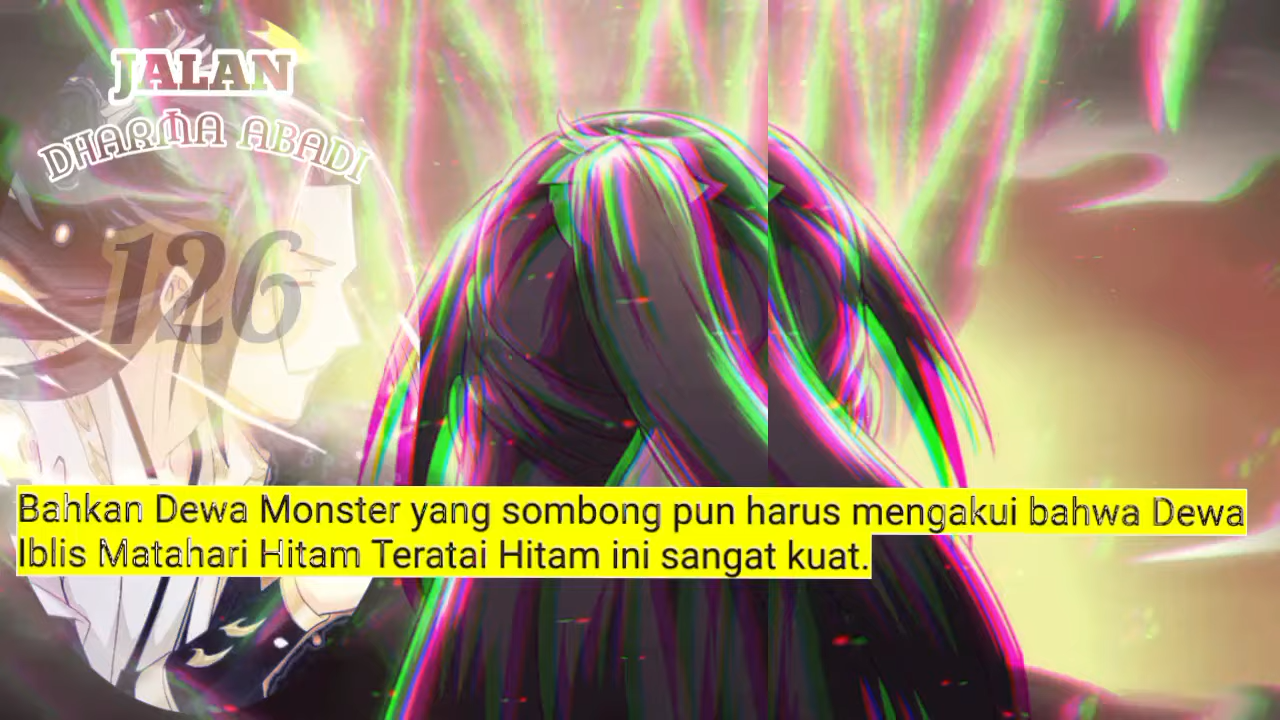 JALAN
DHARMA ABADI
126
Bahkan Dewa Monster yang sombong pun harus mengakui bahwa Dewa
Iblis Matahari Hitam Teratai Hitam ini sangat kuat.